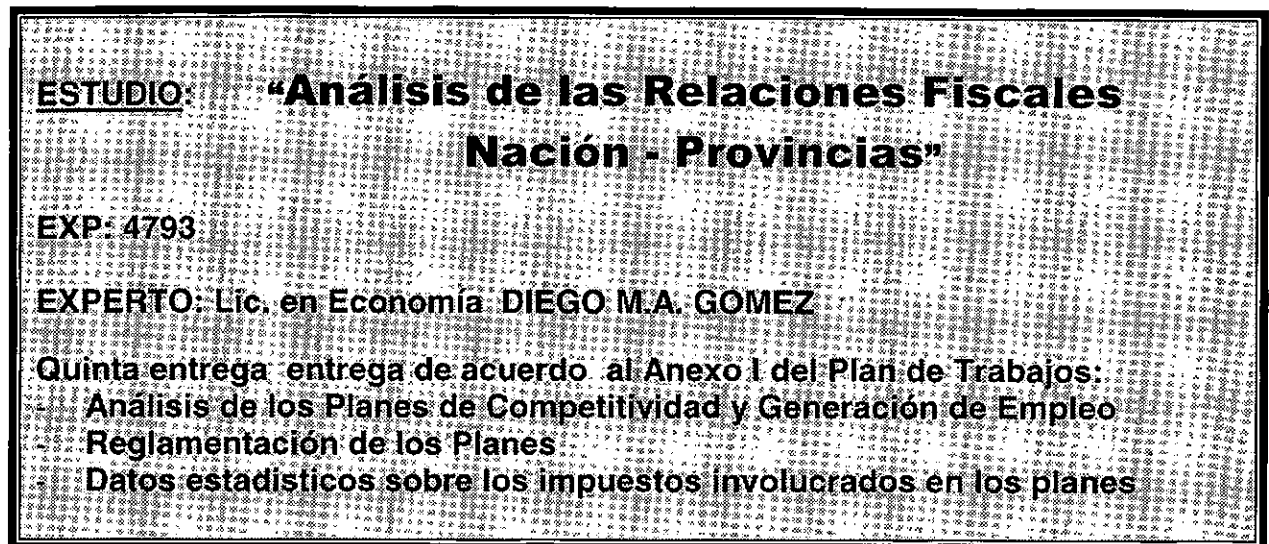 ESTUDIO: “Análisis de las Relaciones Fiscales
Nación - Provincias”
EXP: 4793
EXPERTO: Lic. en Economía DIEGO M.A. GOMEZ
Quinta entrega entrega de acuerdo al Anexo I del Plan de Trabajos:
- Análisis de los Planes de Competitividad y Generación de Empleo
- Reglamentación de los Planes
- Datos estadísticos sobre los impuestos involucrados en los planes